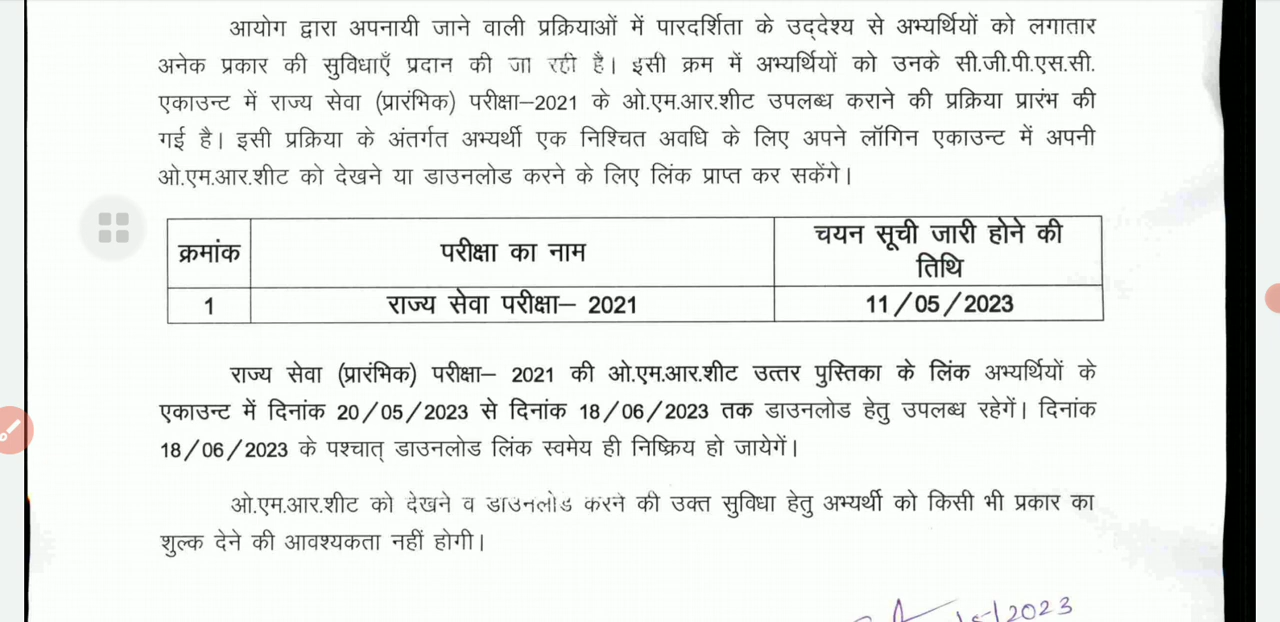 आयोग द्वारा अपनायी जाने वाली प्रक्रियाओं में पारदर्शिता के उद्देश्य से अभ्यर्थियों को लगातार
अनेक प्रकार की सुविधाएँ प्रदान की जा रही है। इसी क्रम में अभ्यर्थियों को उनके सी.जी.पी.एस.सी.
एकाउन्ट में राज्य सेवा (प्रारंभिक) परीक्षा–2021 के ओ.एम.आर.शीट उपलब्ध कराने की प्रक्रिया प्रारंभ की
गई है। इसी प्रक्रिया के अंतर्गत अभ्यर्थी एक निश्चित अवधि के लिए अपने लॉगिन एकाउन्ट में अपनी
ओ.एम.आर.शीट को देखने या डाउनलोड करने के लिए लिंक प्राप्त कर सकेंगे।
क्रमांक परीक्षा का नाम चयन सूची जारी होने की
तिथि
1 राज्य सेवा परीक्षा– 2021 11/05/2023
राज्य सेवा (प्रारंभिक) परीक्षा– 2021 की ओ.एम.आर.शीट उत्तर पुस्तिका के लिंक अभ्यर्थियों के
एकाउन्ट में दिनांक 20/05/2023 से दिनांक 18/06/2023 तक डाउनलोड हेतु उपलब्ध रहेगें। दिनांक
18/06/2023 के पश्चात् डाउनलोड लिंक स्वमेय ही निष्क्रिय हो जायेगें।
ओ.एम.आर.शीट को देखने व डाउनलोड करने की उक्त सुविधा हेतु अभ्यर्थी को किसी भी प्रकार का
शुल्क देने की आवश्यकता नहीं होगी।
2023